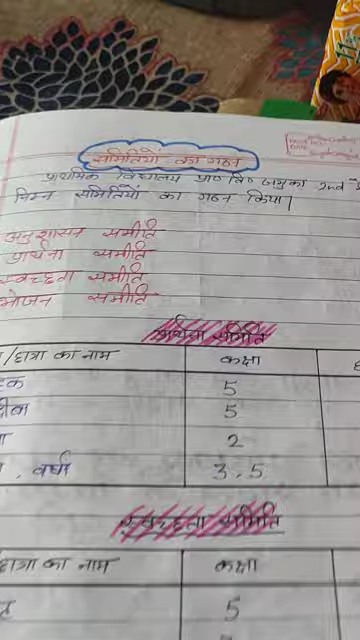 समितियों का गठन
प्राथमिक विद्यालय प्रा० वि० 2nd
निम्न समितियों का गठन किया।
अनुशासन समीति
प्रार्थना समीति
स्वच्छता समीति
भोजन समीति
प्रार्थना समिति
/छात्रा का नाम कक्षा
5
5
2
, वर्षा 3,5
स्वच्छता समिति
छात्रा का नाम कक्षा
5